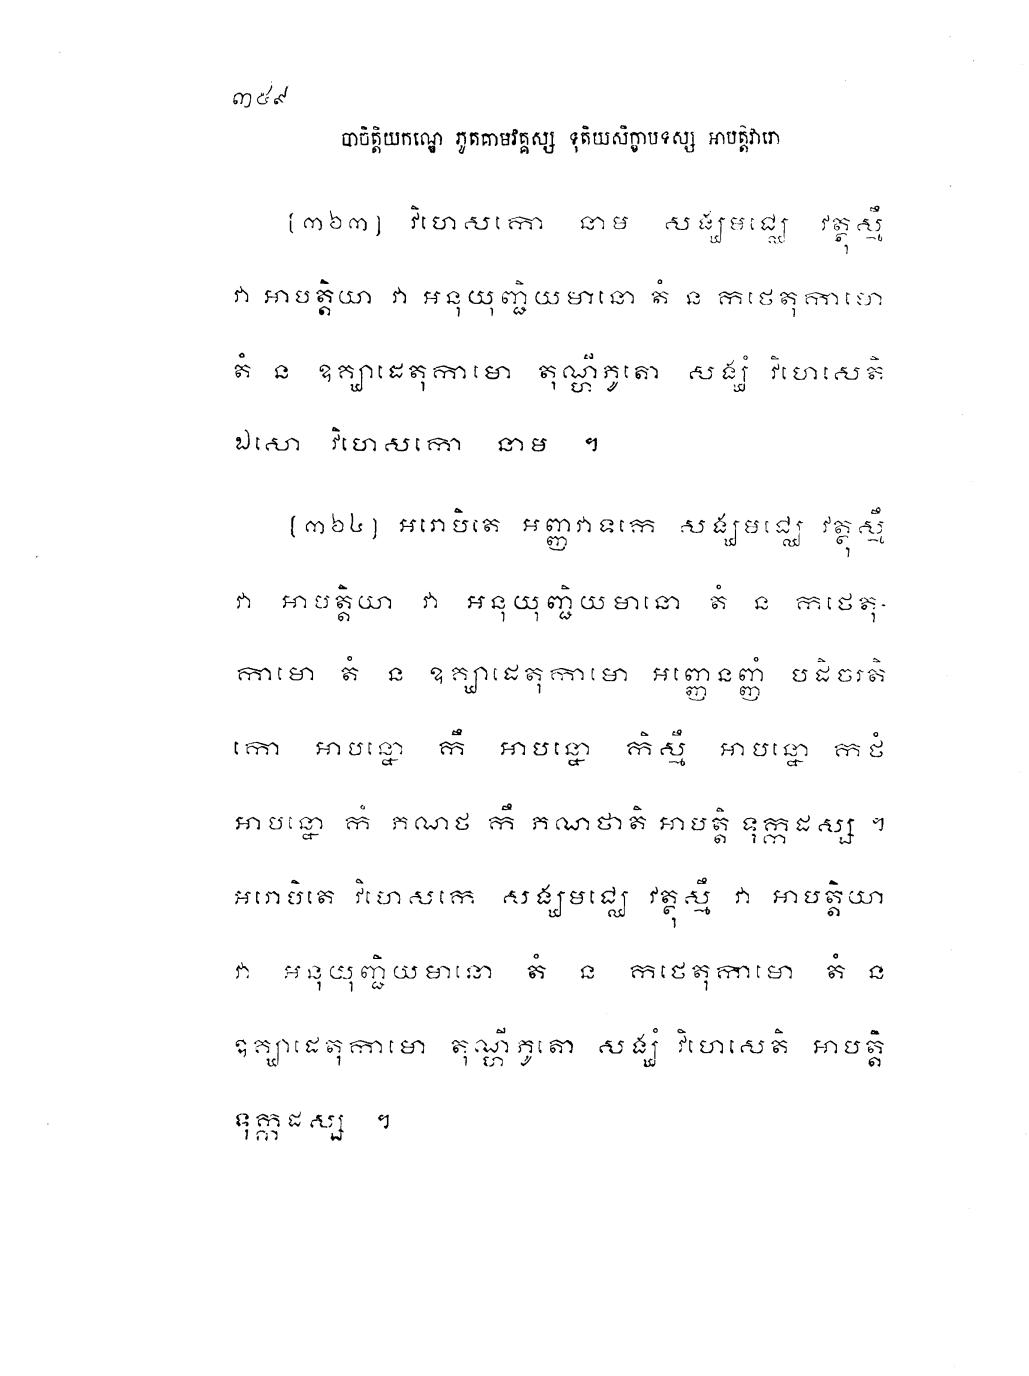 ៣៥៩
បាចិត្តិយកណ្ឌេ ភូតគាមវគ្គស្ស ទុតិយសិក្ខាបទស្ស អាបត្តិវារោ
(៣៦៣) វិហេសកោ នាម សង្ឃមជ្ឈេ វត្ថុស្មឹ
វា អាបត្តិយា វា អនុយុញ្ជិយមានោ តំ ន កថេតុកាមោ
តំ ន ឧគ្ឃាដេតុកាមោ តុណ្ហីភូតោ សង្ឃំ វិហេសេតិ
ឯសោ វិហេសកោ នាម ។
(៣៦៤) អរោបិតេ អញ្ញវាទកេ សង្ឃមជ្ឈេ វត្ថុស្មឹ
វា អាបត្តិយា វា អនុយុញ្ជិយមានោ តំ ន កថេតុ-
កាមោ តំ ន ឧគ្ឃាដេតុកាមោ អញ្ញេនញ្ញំ បដិចរតិ
កោ អាបន្នោ កឹ អាបន្នោ កិស្មឹ អាបន្នោ កថំ
អាបន្នោ កំ ភណថ កឹ ភណថាតិ អាបត្តិ ទុក្កដស្ស ។
អរោបិតេ វិហេសកេ សង្ឃមជ្ឈេ វត្ថុស្មឹ វា អាបត្តិយា
វា អនុយុញ្ជិយមានោ តំ ន កថេតុកាមោ តំ ន
ឧគ្ឃាដេតុកាមោ តុណ្ហីភូតោ សង្ឃំ វិហេសេតិ អាបត្តិ
ទុក្កដស្ស ។